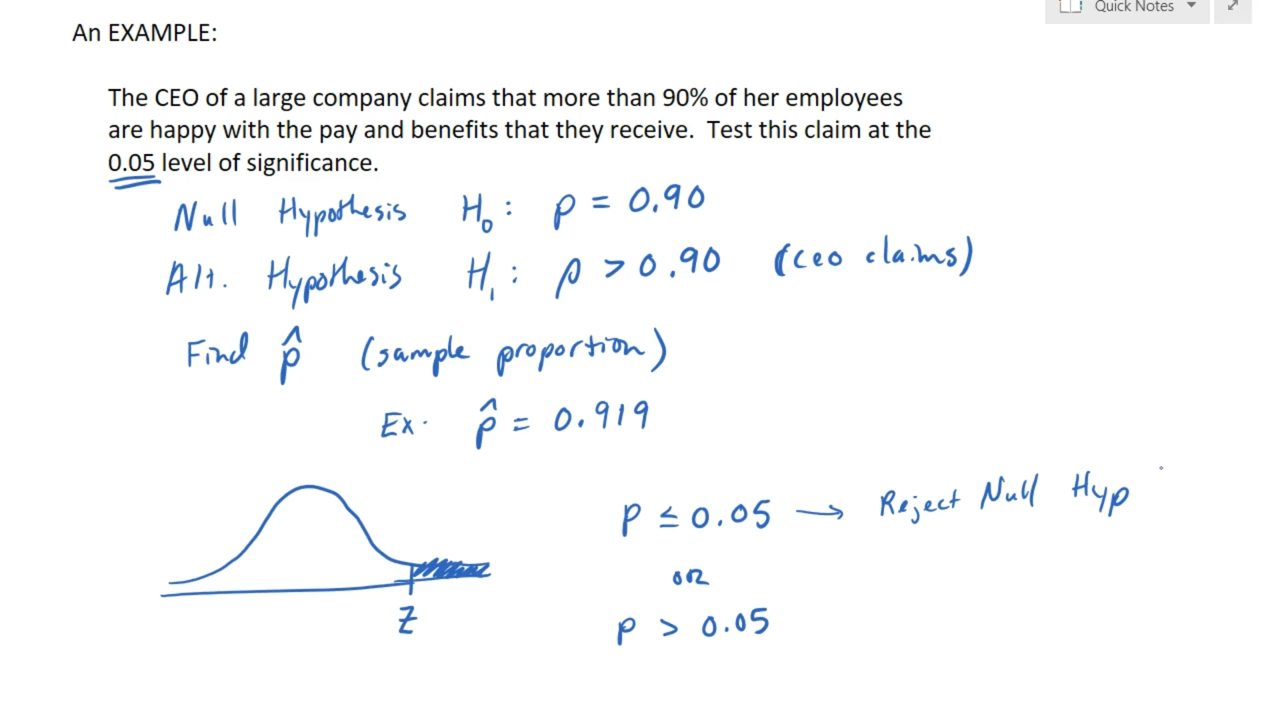 Quick Notes
An EXAMPLE:
The CEO of a large company claims that more than 90% of her employees
are happy with the pay and benefits that they receive. Test this claim at the
0.05 level of significance.
Null Hypothesis H₀: p = 0.90
Alt. Hypothesis H₁: p > 0.90 (CEO claims)
Find p̂ (sample proportion)
Ex. p̂ = 0.919
P ≤ 0.05 → Reject Null Hyp
OR
P > 0.05
Z